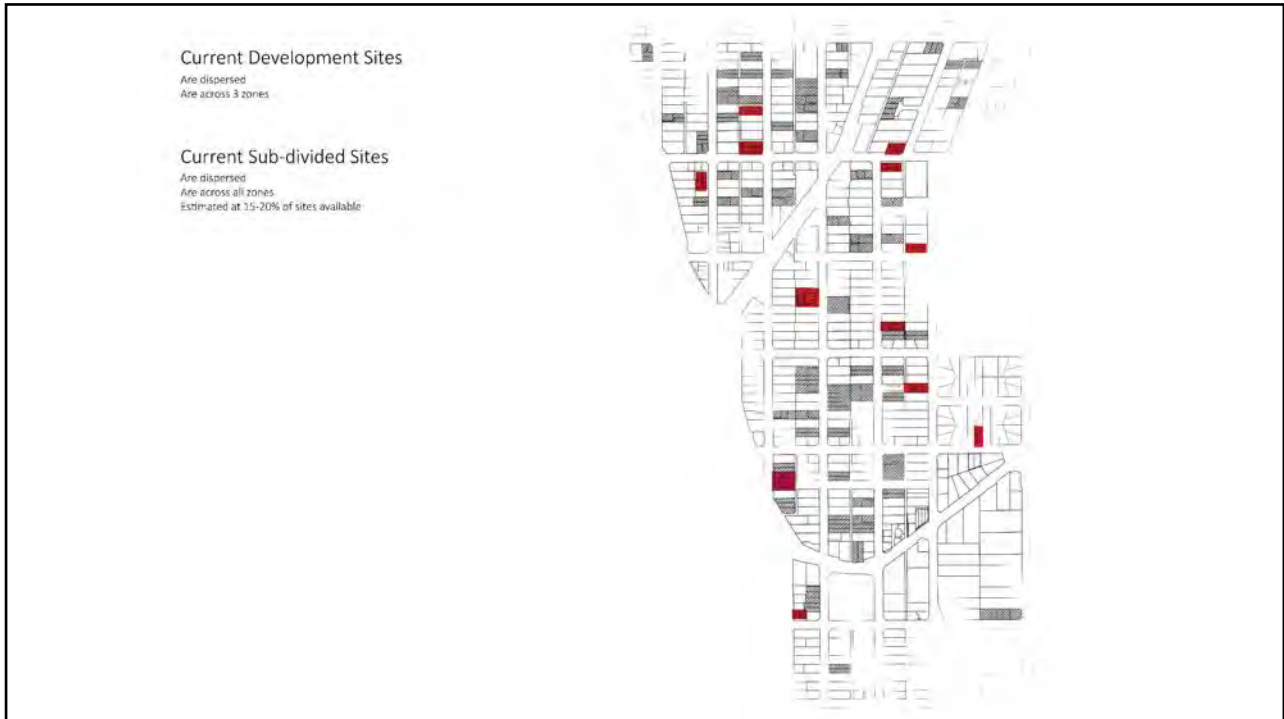 Current Development Sites
Are dispersed
Are across 3 zones
Current Sub-divided Sites
Are dispersed
Are across all zones
Estimated at 15-20% of sites available